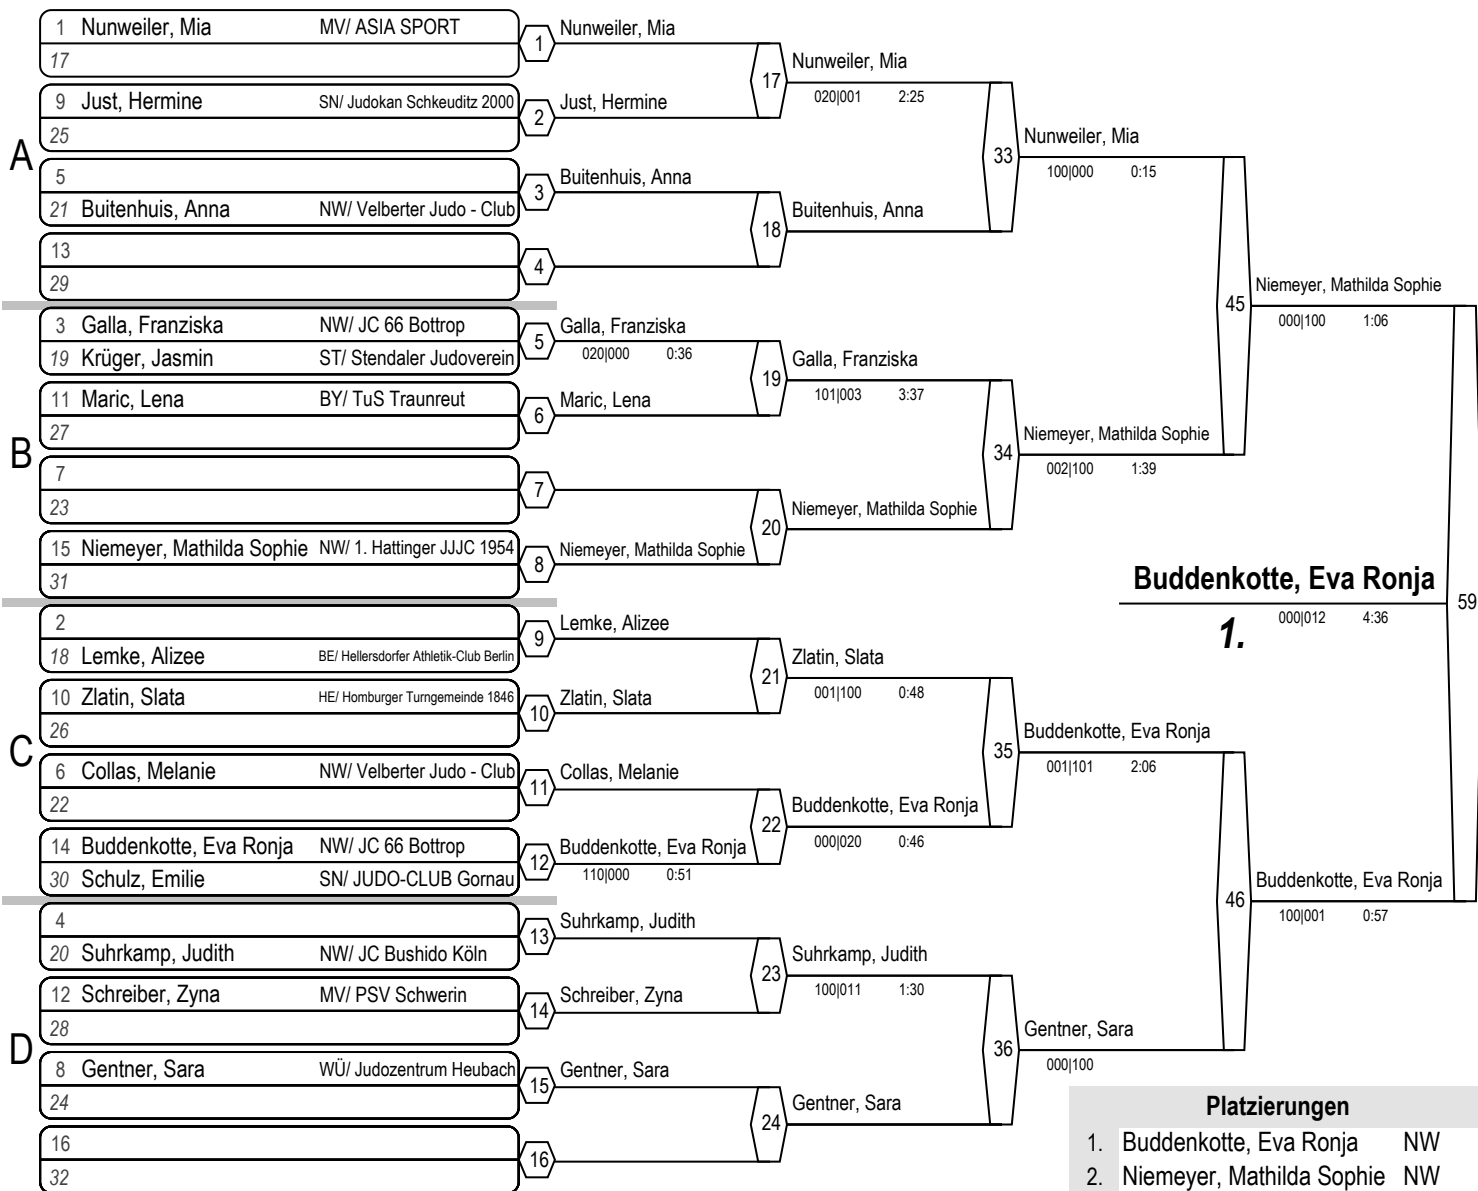 A
1 Nunweiler, Mia MV/ ASIA SPORT
17
9 Just, Hermine SN/ Judokan Schkeuditz 2000
25
5
21 Buitenhuis, Anna NW/ Velberter Judo - Club
13
29
B
3 Galla, Franziska NW/ JC 66 Bottrop
19 Krüger, Jasmin ST/ Stendaler Judoverein
11 Maric, Lena BY/ TuS Traunreut
27
7
23
15 Niemeyer, Mathilda Sophie NW/ 1. Hattinger JJJC 1954
31
C
2
18 Lemke, Alizee BE/ Hellersdorfer Athletik-Club Berlin
10 Zlatin, Slata HE/ Homburger Turngemeinde 1846
26
6 Collas, Melanie NW/ Velberter Judo - Club
22
14 Buddenkotte, Eva Ronja NW/ JC 66 Bottrop
30 Schulz, Emilie SN/ JUDO-CLUB Gornau
D
4
20 Suhrkamp, Judith NW/ JC Bushido Köln
12 Schreiber, Zyna MV/ PSV Schwerin
28
8 Gentner, Sara WÜ/ Judozentrum Heubach
24
16
32
1 Nunweiler, Mia
2 Just, Hermine
3 Buitenhuis, Anna
4
5 Galla, Franziska
020|000 0:36
6 Maric, Lena
7
8 Niemeyer, Mathilda Sophie
9 Lemke, Alizee
10 Zlatin, Slata
11 Collas, Melanie
12 Buddenkotte, Eva Ronja
110|000 0:51
13 Suhrkamp, Judith
14 Schreiber, Zyna
15 Gentner, Sara
16
17 Nunweiler, Mia
020|001 2:25
18 Buitenhuis, Anna
19 Galla, Franziska
101|003 3:37
20 Niemeyer, Mathilda Sophie
21 Zlatin, Slata
001|100 0:48
22 Buddenkotte, Eva Ronja
000|020 0:46
23 Suhrkamp, Judith
100|011 1:30
24 Gentner, Sara
33 Nunweiler, Mia
100|000 0:15
34 Niemeyer, Mathilda Sophie
002|100 1:39
35 Buddenkotte, Eva Ronja
001|101 2:06
36 Gentner, Sara
000|100
45 Niemeyer, Mathilda Sophie
000|100 1:06
46 Buddenkotte, Eva Ronja
100|001 0:57
Buddenkotte, Eva Ronja
59
1. 000|012 4:36
Platzierungen
1. Buddenkotte, Eva Ronja NW
2. Niemeyer, Mathilda Sophie NW